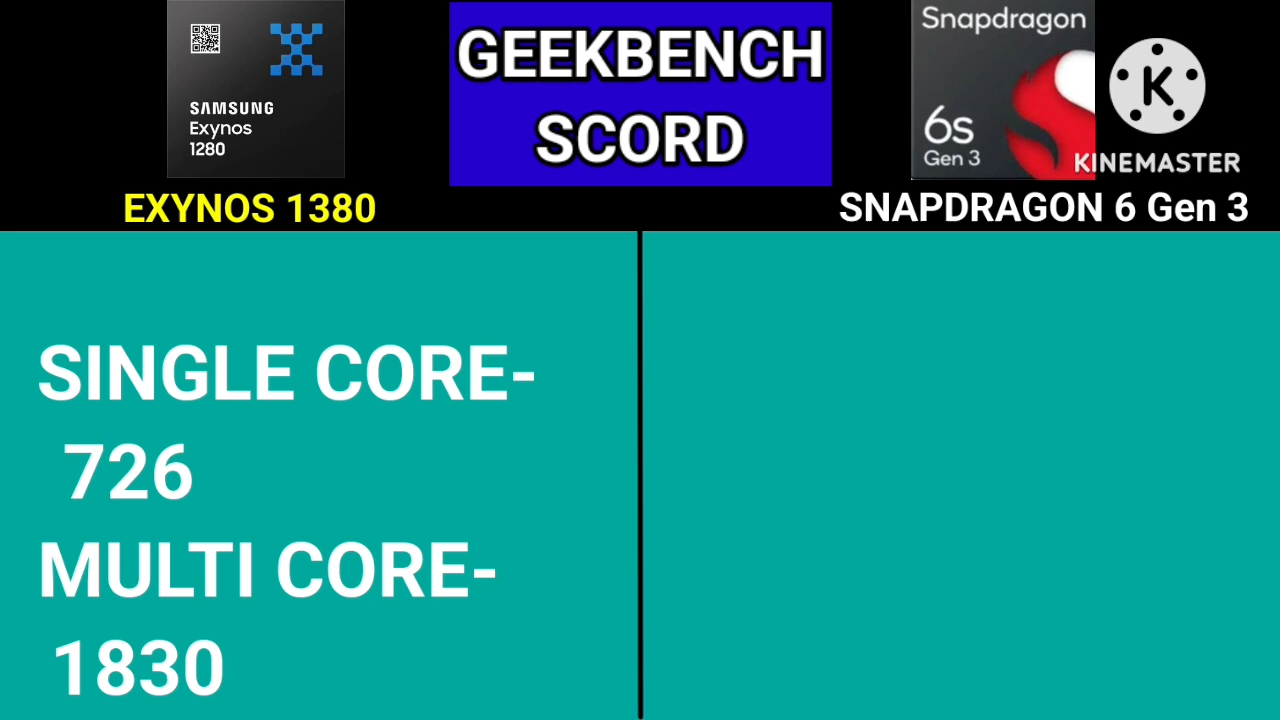 SAMSUNG
Exynos
1280
EXYNOS 1380
GEEKBENCH
SCORD
Snapdragon
6s
Gen 3
KINEMASTER
SNAPDRAGON 6 Gen 3
SINGLE CORE-
726
MULTI CORE-
1830